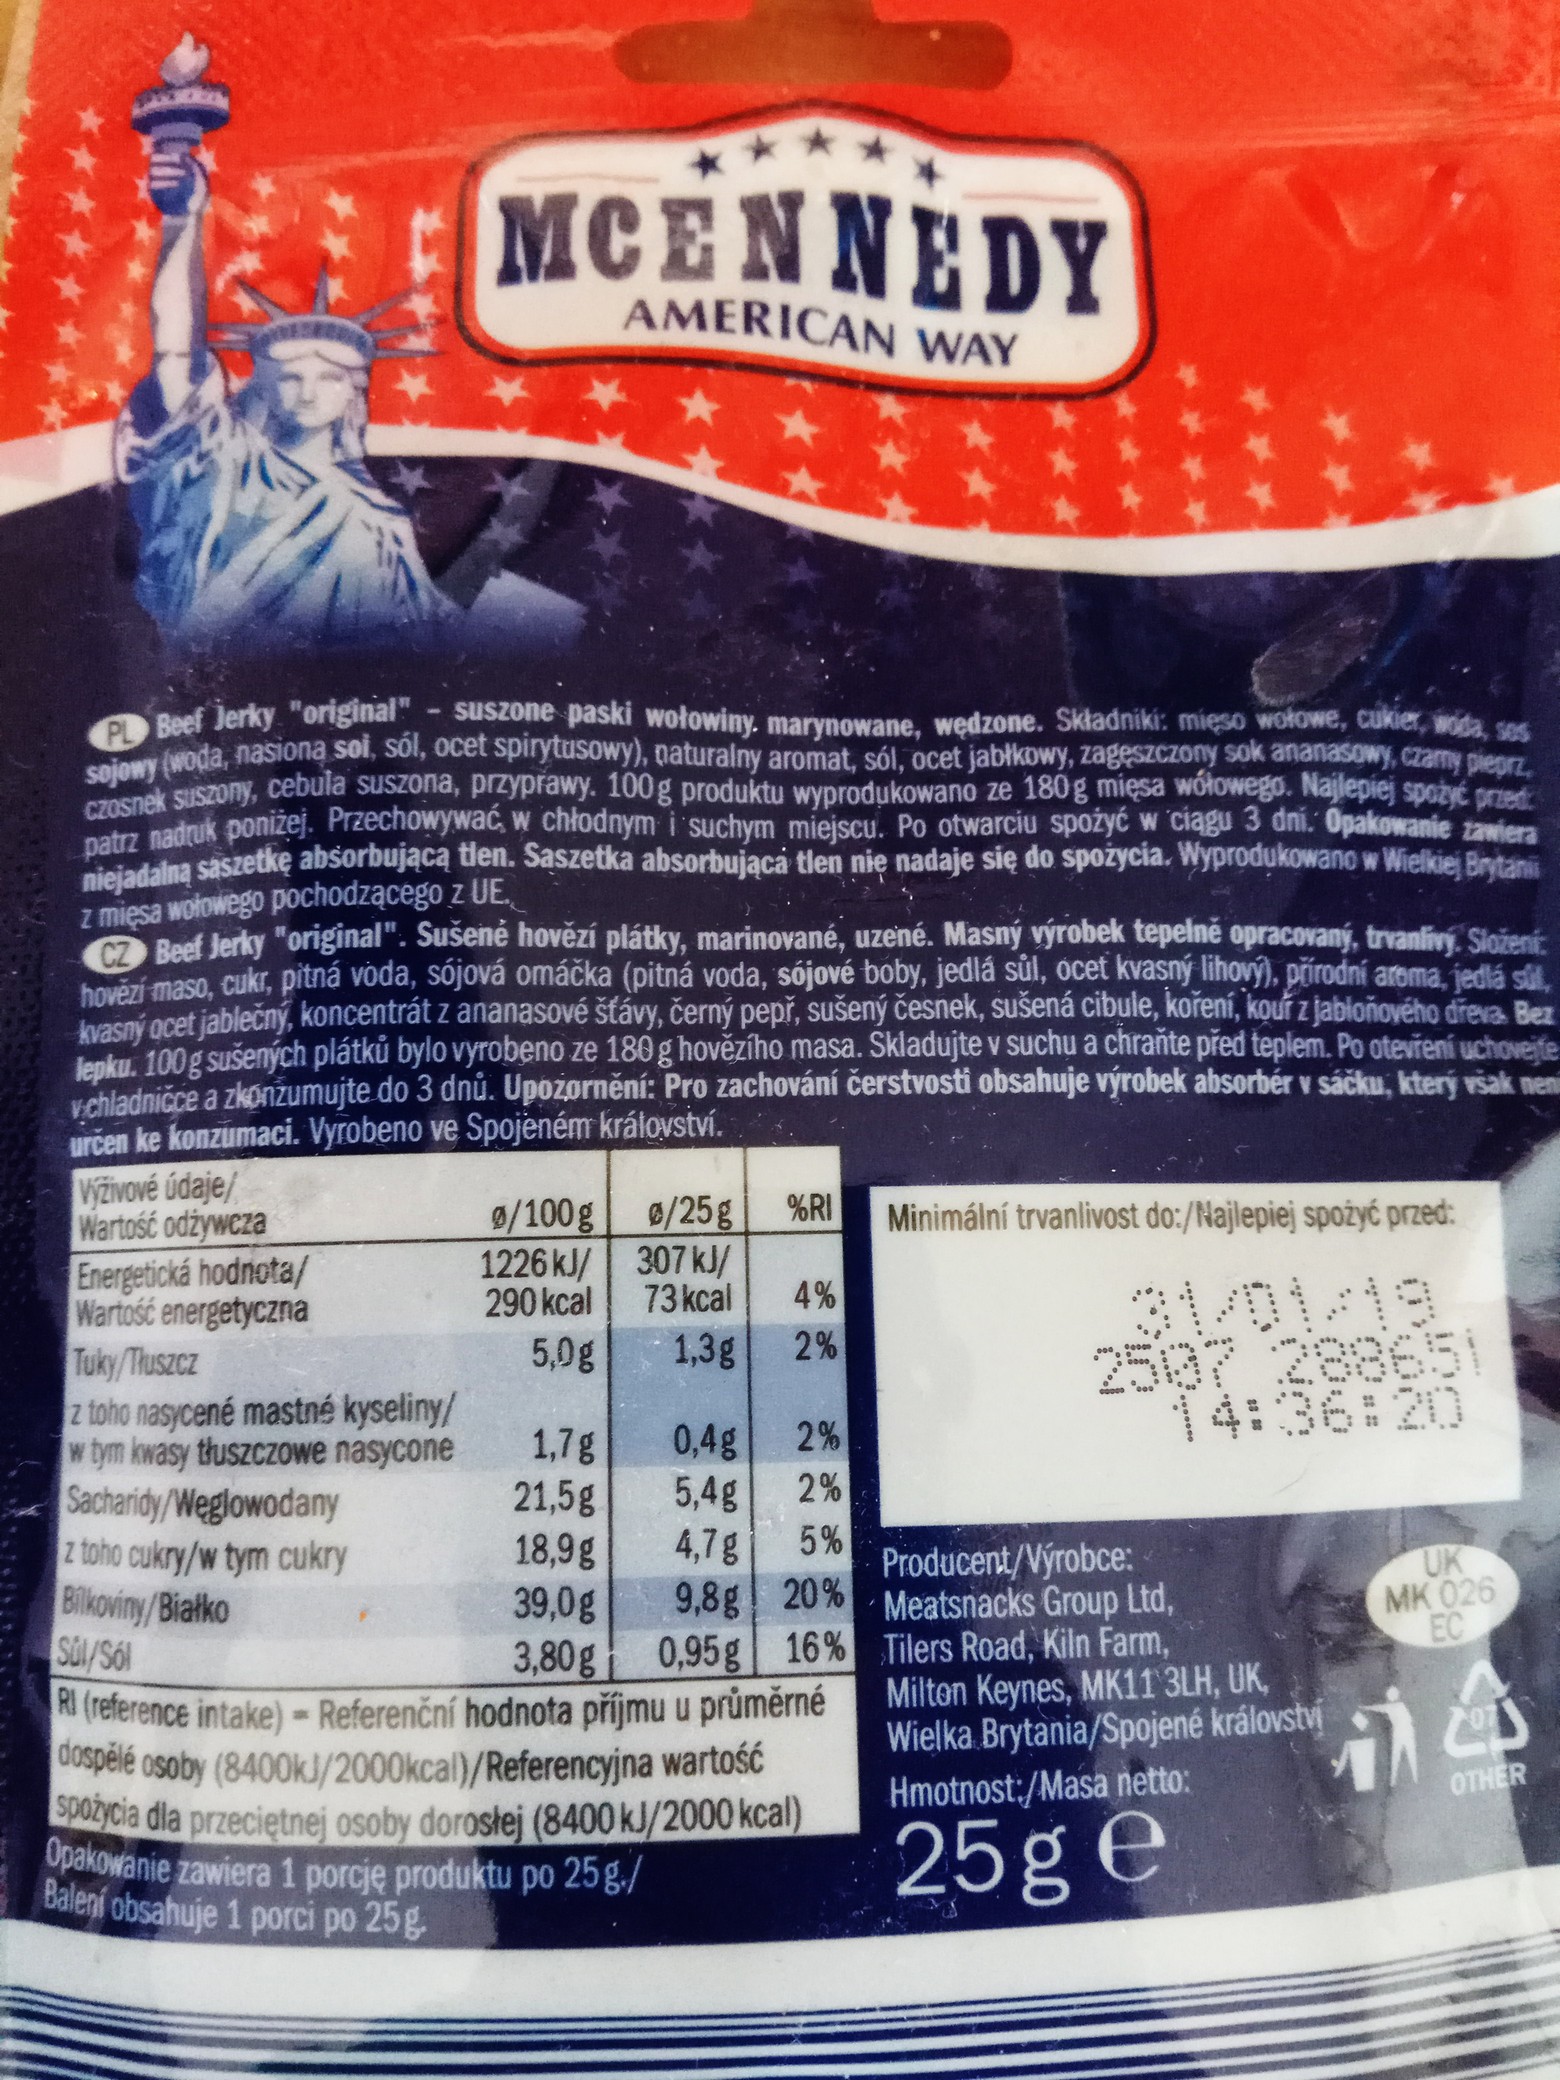 MCENNEDY
AMERICAN WAY
PL Beef Jerky "original" – suszone paski wołowiny, marynowane, wędzone. Składniki: mięso wołowe, cukier, woda, sos
sojowy (woda, nasiona soi, sól, ocet spirytusowy), naturalny aromat, sól, ocet jabłkowy, zagęszczony sok ananasowy, czarny pieprz,
czosnek suszony, cebula suszona, przyprawy. 100g produktu wyprodukowano ze 180g mięsa wołowego. Najlepiej spożyć przed:
patrz nadruk poniżej. Przechowywać w chłodnym i suchym miejscu. Po otwarciu spożyć w ciągu 3 dni. Opakowanie zawiera
niejadalną saszetkę absorbującą tlen. Saszetka absorbująca tlen nie nadaje się do spożycia. Wyprodukowano w Wielkiej Brytanii
z mięsa wołowego pochodzącego z UE.
CZ Beef Jerky "original". Sušené hovězí plátky, marinované, uzené. Masný výrobek tepelně opracovaný, trvanlivý. Složení:
hovězí maso, cukr, pitná voda, sójová omáčka (pitná voda, sójové boby, jedlá sůl, ocet kvasný lihový), přírodní aroma, jedlá sůl,
kvasný ocet jablečný, koncentrát z ananasové šťávy, černý pepř, sušený česnek, sušená cibule, koření, kouř z jabloňového dřeva. Bez
lepku. 100g sušených plátků bylo vyrobeno ze 180g hovězího masa. Skladujte v suchu a chraňte před teplem. Po otevření uchovejte
v chladničce a zkonzumujte do 3 dnů. Upozornění: Pro zachování čerstvosti obsahuje výrobek absorbér v sáčku, který však
určen ke konzumaci. Vyrobeno ve Spojeném království.
Výživové údaje/
Wartość odżywcza ø/100g ø/25g %RI
Energetická hodnota/ 1226kJ/ 307kJ/
Wartość energetyczna 290kcal 73kcal 4%
Tuky/Tłuszcz 5,0g 1,3g 2%
z toho nasycené mastné kyseliny/
w tym kwasy tłuszczowe nasycone 1,7g 0,4g 2%
Sacharidy/Węglowodany 21,5g 5,4g 2%
z toho cukry/w tym cukry 18,9g 4,7g 5%
Bílkoviny/Białko 39,0g 9,8g 20%
Sůl/Sól 3,80g 0,95g 16%
RI (reference intake) = Referenční hodnota příjmu u průměrné
dospělé osoby (8400kJ/2000kcal)/Referencyjna wartość
spożycia dla przeciętnej osoby dorosłej (8400kJ/2000kcal)
Opakowanie zawiera 1 porcję produktu po 25g./
Balení obsahuje 1 porci po 25g.
Minimální trvanlivost do:/Najlepiej spożyć przed:
31/01/19
2507 288651
14:36:20
Producent/Výrobce:
Meatsnacks Group Ltd,
Tilers Road, Kiln Farm,
Milton Keynes, MK11 3LH, UK,
Wielka Brytania/Spojené království
UK
MK 026
EC
07
OTHER
Hmotnost:/Masa netto:
25g e